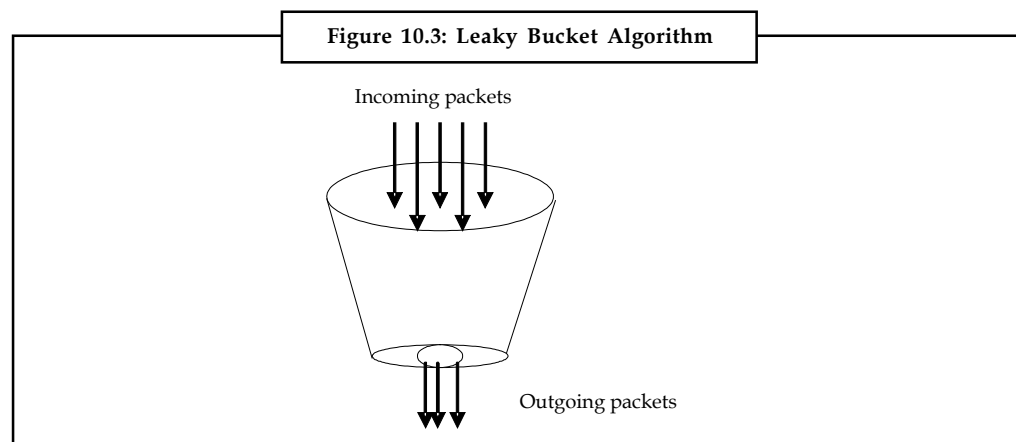 Figure 10.3: Leaky Bucket Algorithm
Incoming packets
Outgoing packets